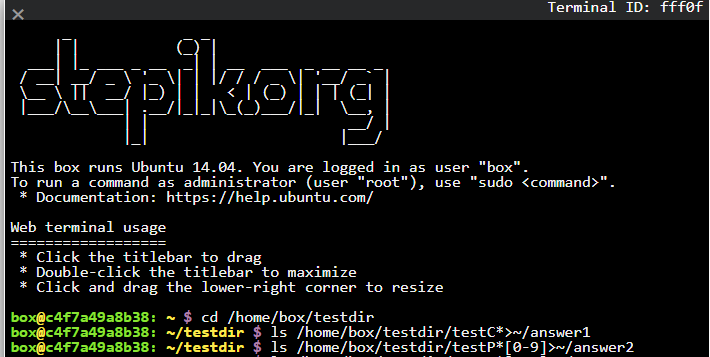 Terminal ID: fff0f
stepik.org
This box runs Ubuntu 14.04. You are logged in as user "box".
To run a command as administrator (user "root"), use "sudo <command>".
* Documentation: https://help.ubuntu.com/
Web terminal usage
==================
* Click the titlebar to drag
* Double-click the titlebar to maximize
* Click and drag the lower-right corner to resize
box@c4f7a49a8b38: ~ $ cd /home/box/testdir
box@c4f7a49a8b38: ~/testdir $ ls /home/box/testdir/testC*>~/answer1
box@c4f7a49a8b38: ~/testdir $ ls /home/box/testdir/testP*[0-9]>~/answer2